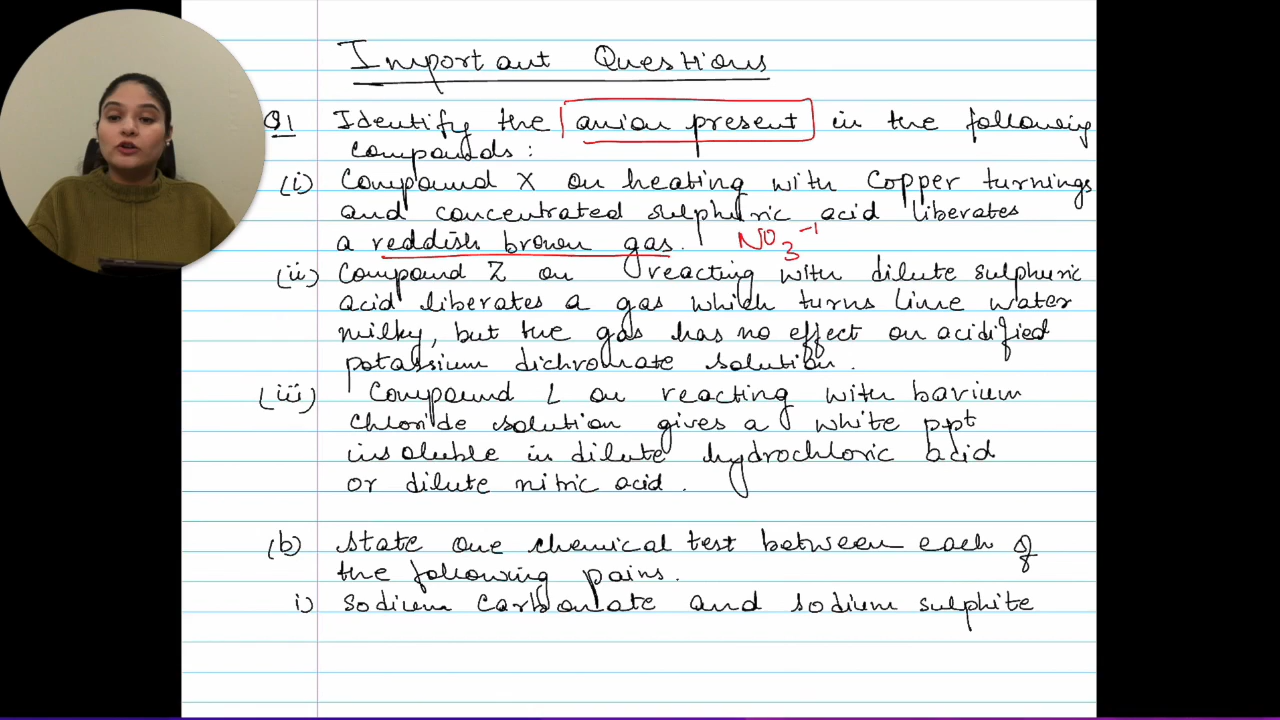 Important Questions
Q1 Identify the anion present in the following
compounds:
(i) Compound X on heating with copper turnings
and concentrated sulphuric acid liberates
a reddish brown gas. NO3-1
(ii) Compound Z on reacting with dilute sulphuric
acid liberates a gas which turns lime water
milky, but the gas has no effect on acidified
potassium dichromate solution.
(iii) Compound L on reacting with barium
chloride solution gives a white ppt
insoluble in dilute hydrochloric acid
or dilute nitric acid.
(b) State one chemical test between each of
the following pairs.
i) Sodium carbonate and sodium sulphite